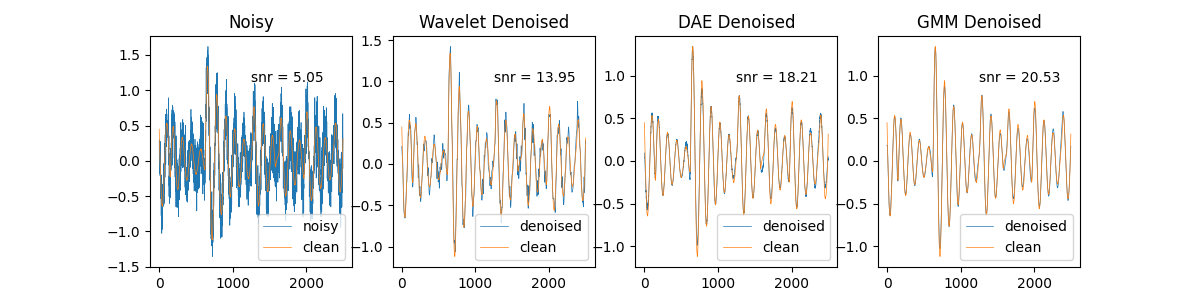 Noisy
1.5
1.0
0.5
0.0
−0.5
−1.0
−1.5
0
1000
2000
snr = 5.05
noisy
clean
Wavelet Denoised
1.5
1.0
0.5
0.0
−0.5
−1.0
0
1000
2000
snr = 13.95
denoised
clean
DAE Denoised
1.0
0.5
0.0
−0.5
−1.0
0
1000
2000
snr = 18.21
denoised
clean
GMM Denoised
1.0
0.5
0.0
−0.5
−1.0
0
1000
2000
snr = 20.53
denoised
clean